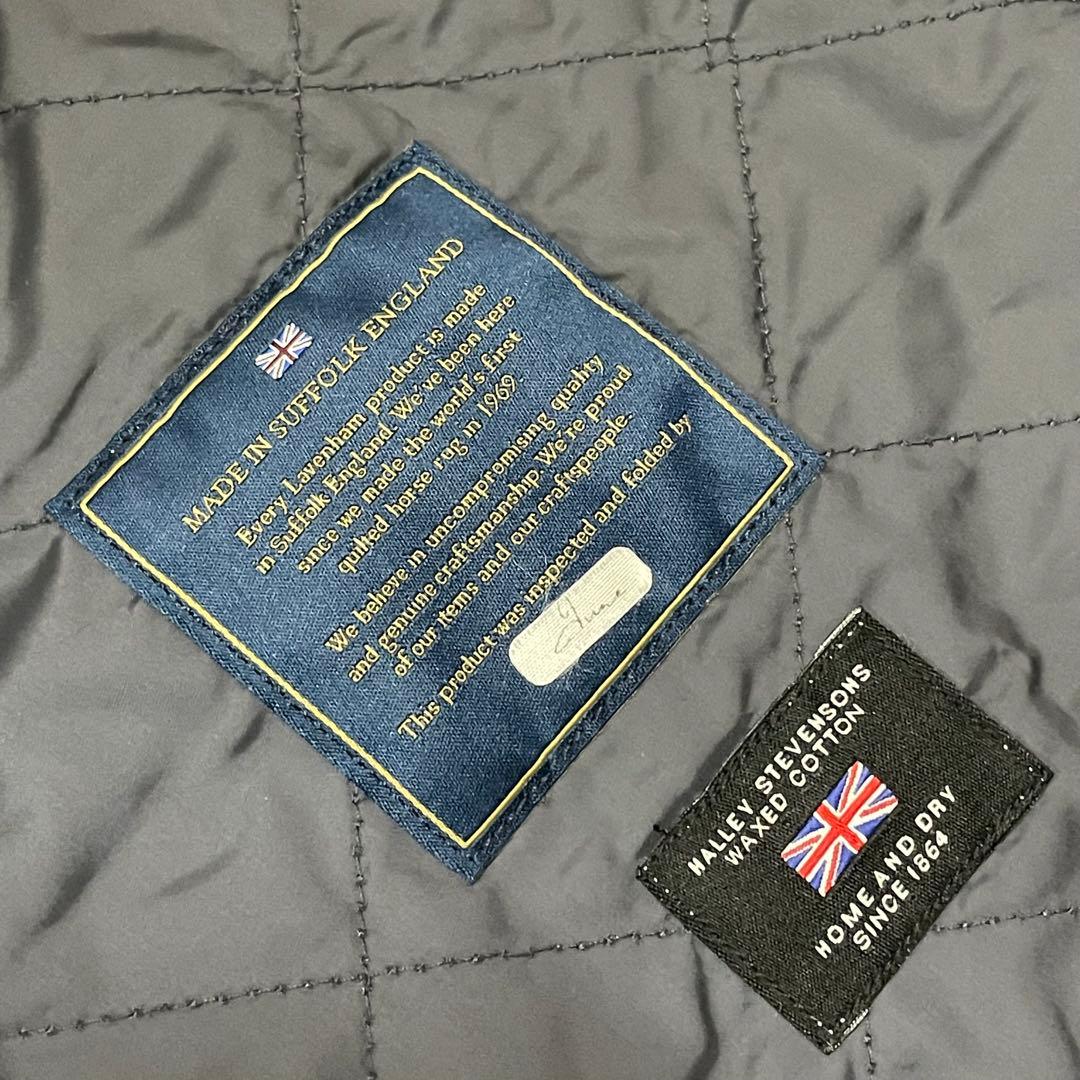 MADE IN SUFFOLK ENGLAND
Every Lavenham product is made
in Suffolk England. We've been here
since we made the world's first
quilted horse rug in 1969.
We believe in uncompromising quality
and genuine craftsmanship. We're proud
of our items and our craftspeople.
This product was inspected and folded by
HALLEY STEVENSONS
WAXED COTTON
HOME AND DRY
SINCE 1864